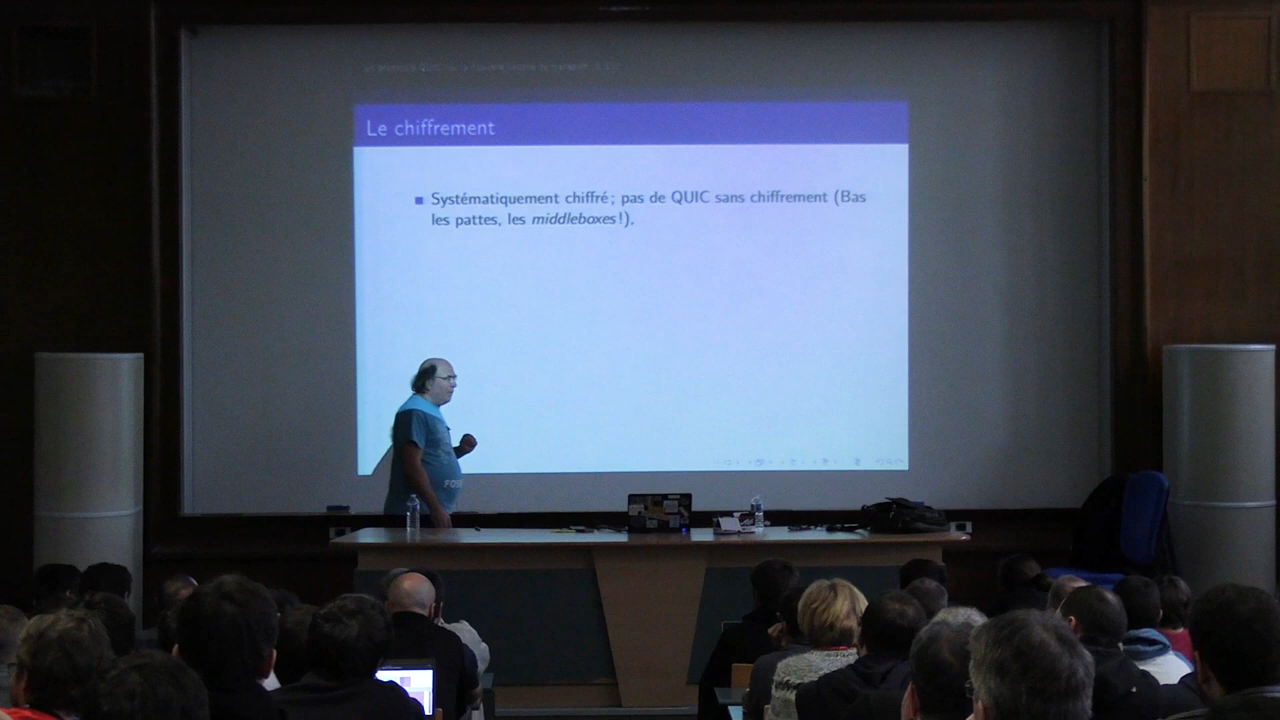 Le chiffrement
Systématiquement chiffré ; pas de QUIC sans chiffrement (Bas
les pattes, les middleboxes !),